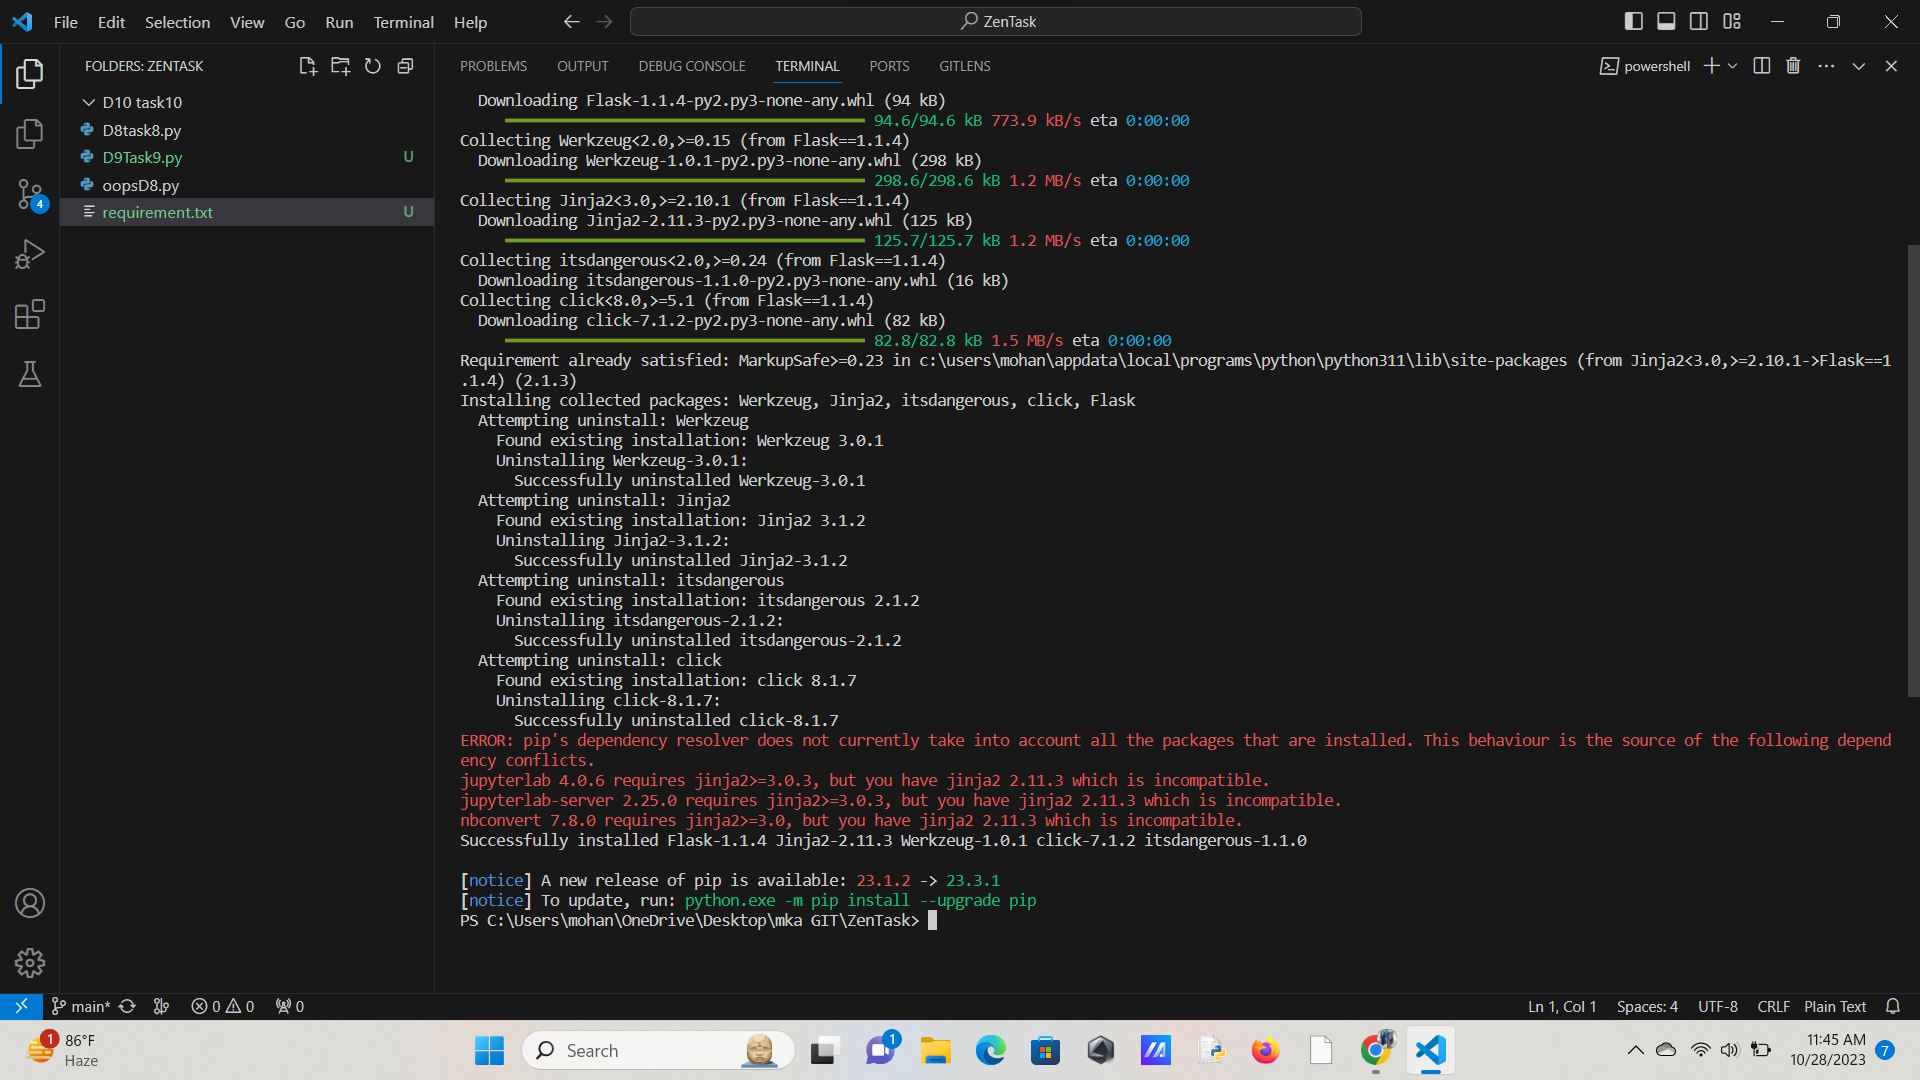 File Edit Selection View Go Run Terminal Help
ZenTask
FOLDERS: ZENTASK
D10 task10
D8task8.py
D9Task9.py U
oopsD8.py
requirement.txt U
4
PROBLEMS OUTPUT DEBUG CONSOLE TERMINAL PORTS GITLENS
powershell
Downloading Flask-1.1.4-py2.py3-none-any.whl (94 kB)
94.6/94.6 kB 773.9 kB/s eta 0:00:00
Collecting Werkzeug<2.0,>=0.15 (from Flask==1.1.4)
Downloading Werkzeug-1.0.1-py2.py3-none-any.whl (298 kB)
298.6/298.6 kB 1.2 MB/s eta 0:00:00
Collecting Jinja2<3.0,>=2.10.1 (from Flask==1.1.4)
Downloading Jinja2-2.11.3-py2.py3-none-any.whl (125 kB)
125.7/125.7 kB 1.2 MB/s eta 0:00:00
Collecting itsdangerous<2.0,>=0.24 (from Flask==1.1.4)
Downloading itsdangerous-1.1.0-py2.py3-none-any.whl (16 kB)
Collecting click<8.0,>=5.1 (from Flask==1.1.4)
Downloading click-7.1.2-py2.py3-none-any.whl (82 kB)
82.8/82.8 kB 1.5 MB/s eta 0:00:00
Requirement already satisfied: MarkupSafe>=0.23 in c:\users\mohan\appdata\local\programs\python\python311\lib\site-packages (from Jinja2<3.0,>=2.10.1->Flask==1
.1.4) (2.1.3)
Installing collected packages: Werkzeug, Jinja2, itsdangerous, click, Flask
Attempting uninstall: Werkzeug
Found existing installation: Werkzeug 3.0.1
Uninstalling Werkzeug-3.0.1:
Successfully uninstalled Werkzeug-3.0.1
Attempting uninstall: Jinja2
Found existing installation: Jinja2 3.1.2
Uninstalling Jinja2-3.1.2:
Successfully uninstalled Jinja2-3.1.2
Attempting uninstall: itsdangerous
Found existing installation: itsdangerous 2.1.2
Uninstalling itsdangerous-2.1.2:
Successfully uninstalled itsdangerous-2.1.2
Attempting uninstall: click
Found existing installation: click 8.1.7
Uninstalling click-8.1.7:
Successfully uninstalled click-8.1.7
ERROR: pip's dependency resolver does not currently take into account all the packages that are installed. This behaviour is the source of the following depend
ency conflicts.
jupyterlab 4.0.6 requires jinja2>=3.0.3, but you have jinja2 2.11.3 which is incompatible.
jupyterlab-server 2.25.0 requires jinja2>=3.0.3, but you have jinja2 2.11.3 which is incompatible.
nbconvert 7.8.0 requires jinja2>=3.0, but you have jinja2 2.11.3 which is incompatible.
Successfully installed Flask-1.1.4 Jinja2-2.11.3 Werkzeug-1.0.1 click-7.1.2 itsdangerous-1.1.0
[notice] A new release of pip is available: 23.1.2 -> 23.3.1
[notice] To update, run: python.exe -m pip install --upgrade pip
PS C:\Users\mohan\OneDrive\Desktop\mka GIT\ZenTask>
main* 0 0 0
Ln 1, Col 1 Spaces: 4 UTF-8 CRLF Plain Text
1 86°F
Haze
Search
1
11:45 AM
10/28/2023 7